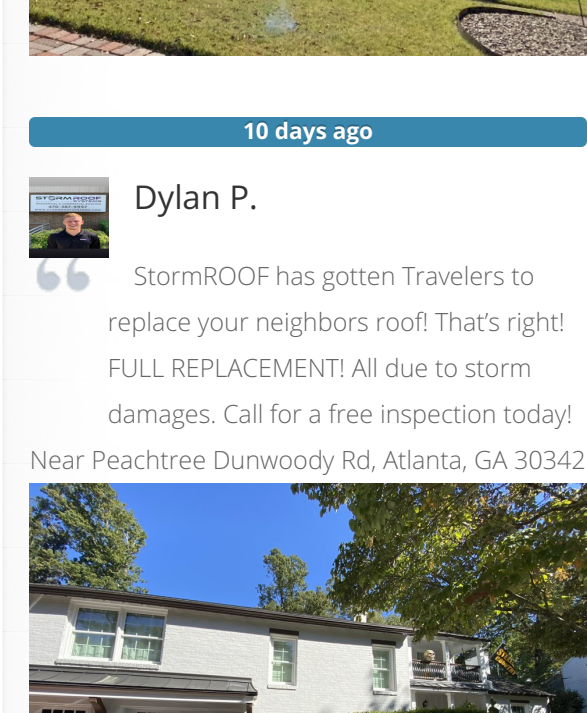 10 days ago
STORMROOF
Dylan P.
StormROOF has gotten Travelers to
replace your neighbors roof! That’s right!
FULL REPLACEMENT! All due to storm
damages. Call for a free inspection today!
Near Peachtree Dunwoody Rd, Atlanta, GA 30342